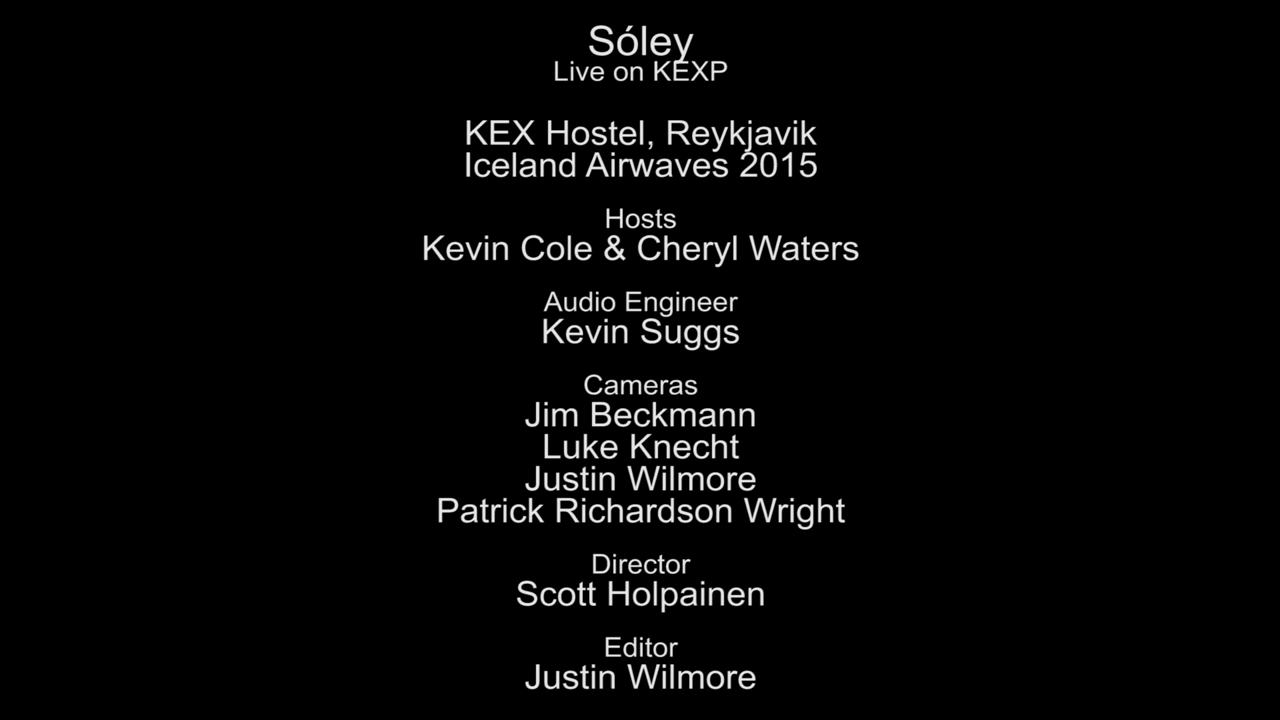 Sóley
Live on KEXP
KEX Hostel, Reykjavik
Iceland Airwaves 2015
Hosts
Kevin Cole & Cheryl Waters
Audio Engineer
Kevin Suggs
Cameras
Jim Beckmann
Luke Knecht
Justin Wilmore
Patrick Richardson Wright
Director
Scott Holpainen
Editor
Justin Wilmore